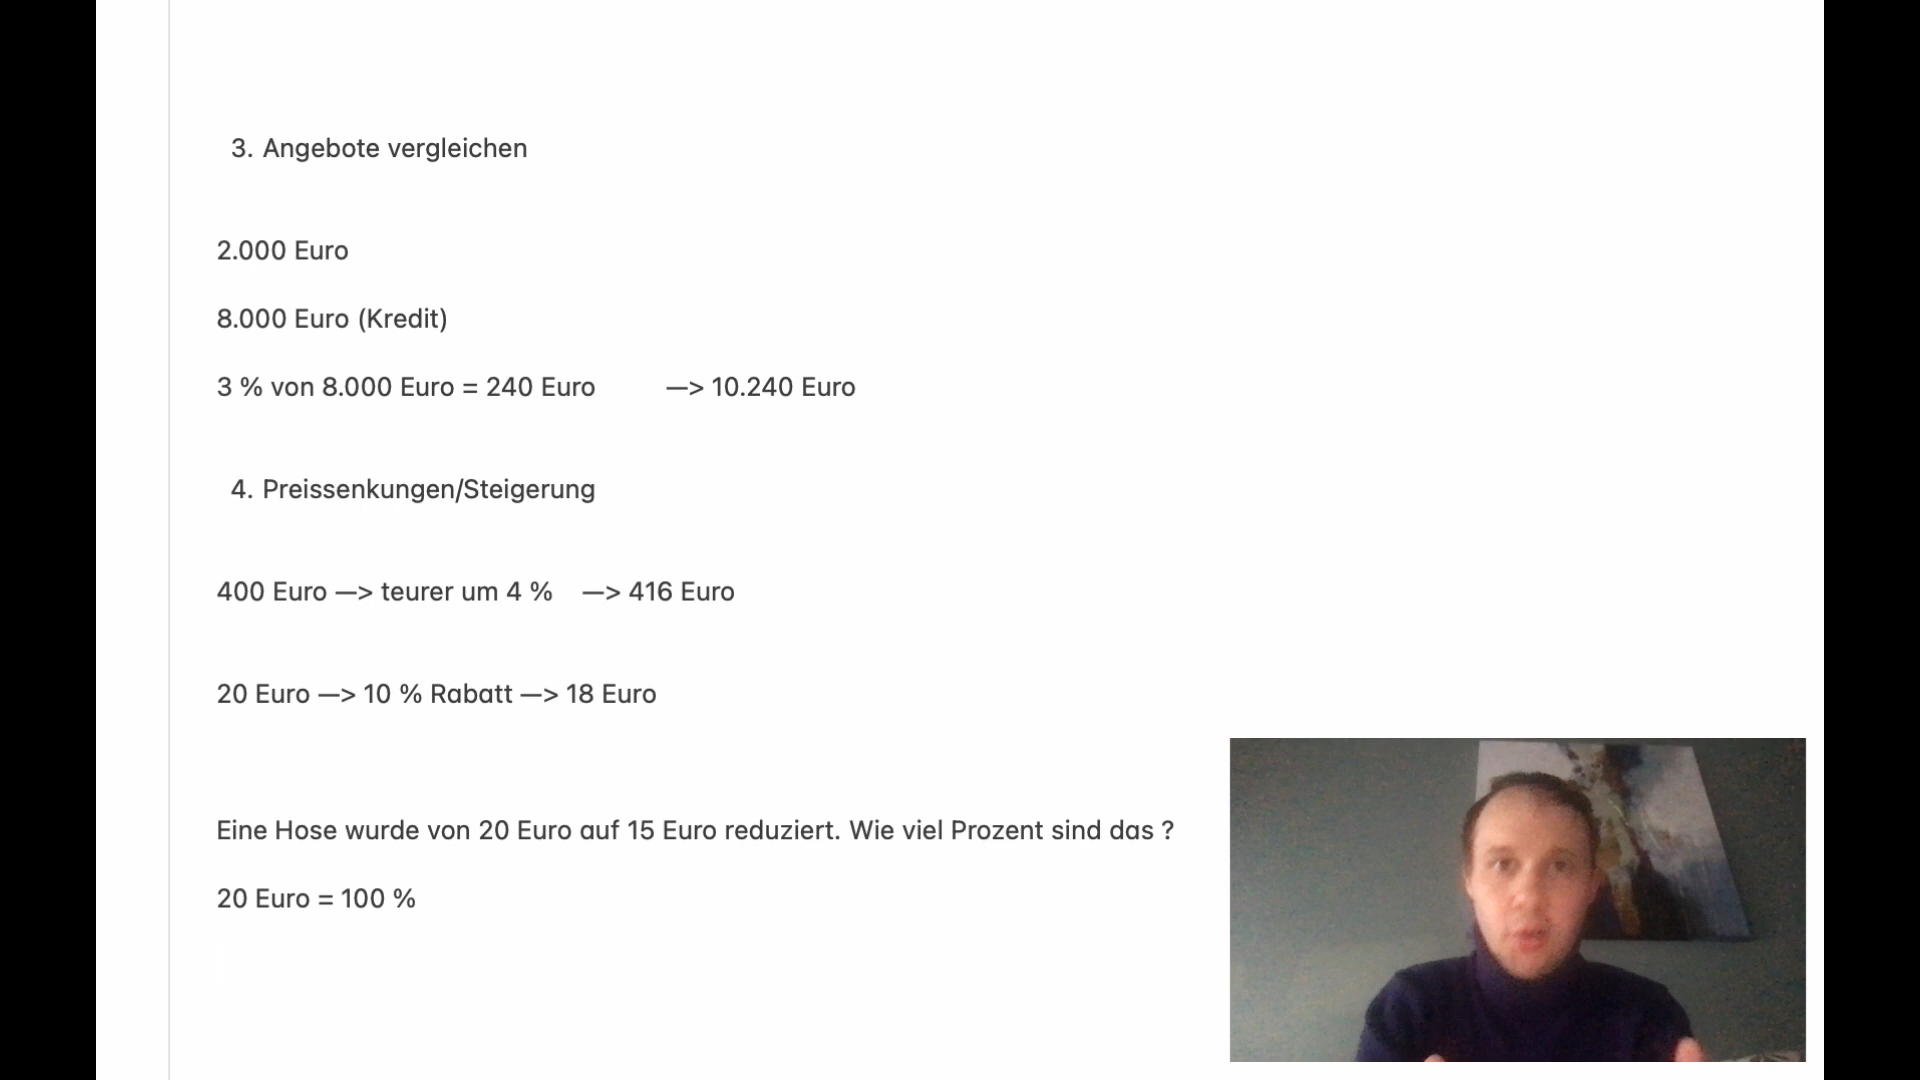 3. Angebote vergleichen
2.000 Euro
8.000 Euro (Kredit)
3 % von 8.000 Euro = 240 Euro —> 10.240 Euro
4. Preissenkungen/Steigerung
400 Euro —> teurer um 4 % —> 416 Euro
20 Euro —> 10 % Rabatt —> 18 Euro
Eine Hose wurde von 20 Euro auf 15 Euro reduziert. Wie viel Prozent sind das ?
20 Euro = 100 %